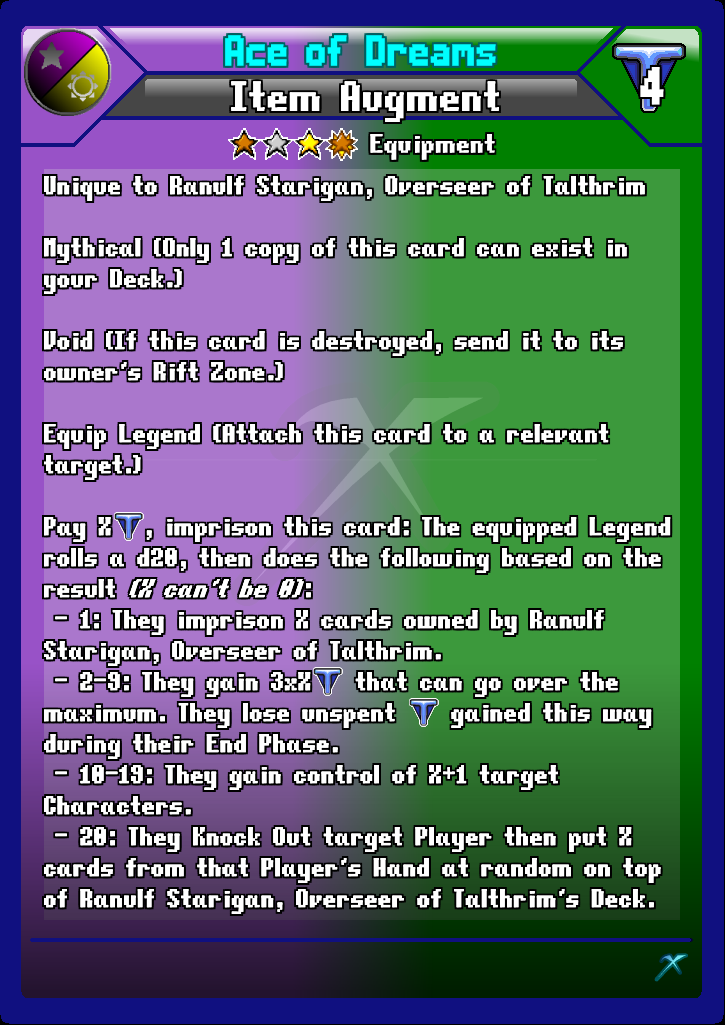 Ace of Dreams
4
Item Augment
Equipment
Unique to Ranulf Starigan, Overseer of Talthrim
Mythical (Only 1 copy of this card can exist in
your Deck.)
Void (If this card is destroyed, send it to its
owner's Rift Zone.)
Equip Legend (Attach this card to a relevant
target.)
Pay X T, imprison this card: The equipped Legend
rolls a d20, then does the following based on the
result (X can't be 0):
- 1: They imprison X cards owned by Ranulf
Starigan, Overseer of Talthrim.
- 2-9: They gain 3xX T that can go over the
maximum. They lose unspent T gained this way
during their End Phase.
- 10-19: They gain control of X+1 target
Characters.
- 20: They Knock Out target Player then put X
cards from that Player's Hand at random on top
of Ranulf Starigan, Overseer of Talthrim's Deck.